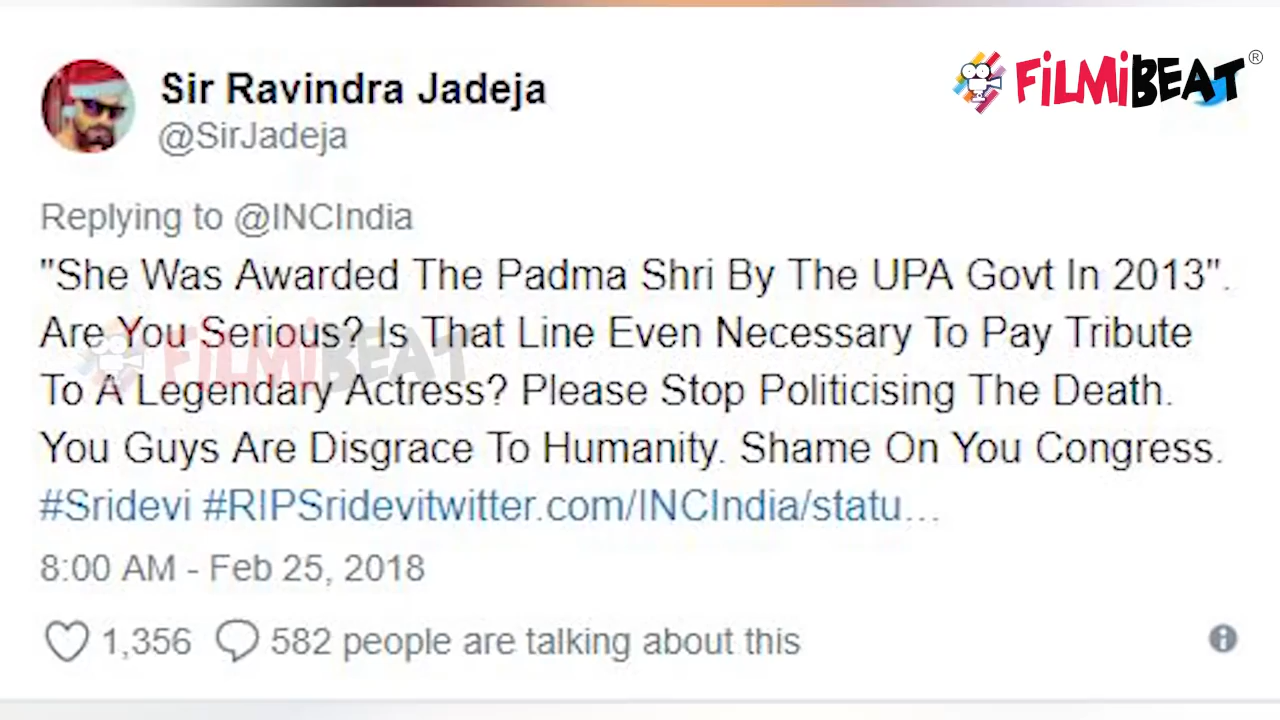 Sir Ravindra Jadeja
@SirJadeja
FiLMiBEAT®
Replying to @INCIndia
"She Was Awarded The Padma Shri By The UPA Govt In 2013".
Are You Serious? Is That Line Even Necessary To Pay Tribute
To A Legendary Actress? Please Stop Politicising The Death.
You Guys Are Disgrace To Humanity. Shame On You Congress.
#Sridevi #RIPSridevitwitter.com/INCIndia/statu…
FiLMiBEAT
8:00 AM - Feb 25, 2018
1,356 582 people are talking about this